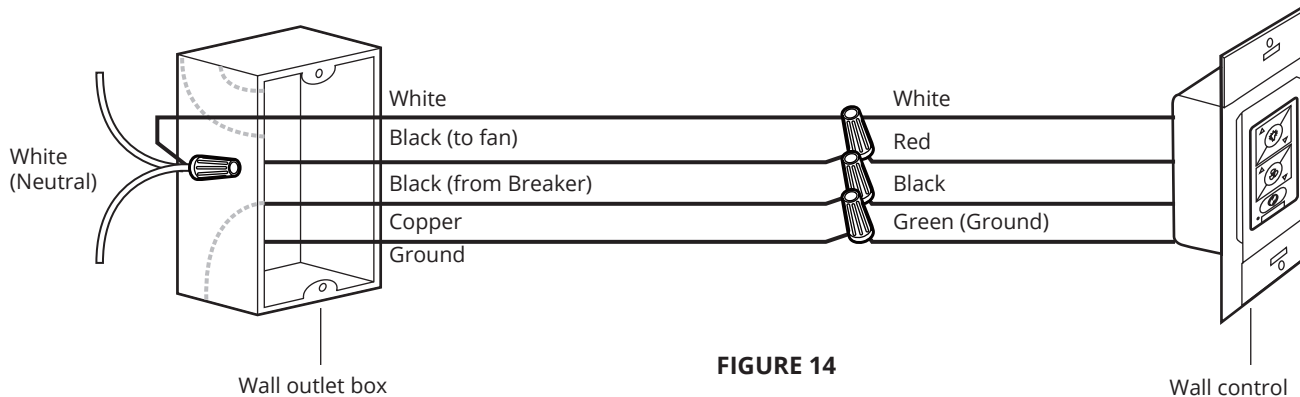 White
White
Black (to fan)
Red
White
(Neutral)
Black (from Breaker)
Black
Copper
Green (Ground)
Ground
FIGURE 14
Wall outlet box
Wall control